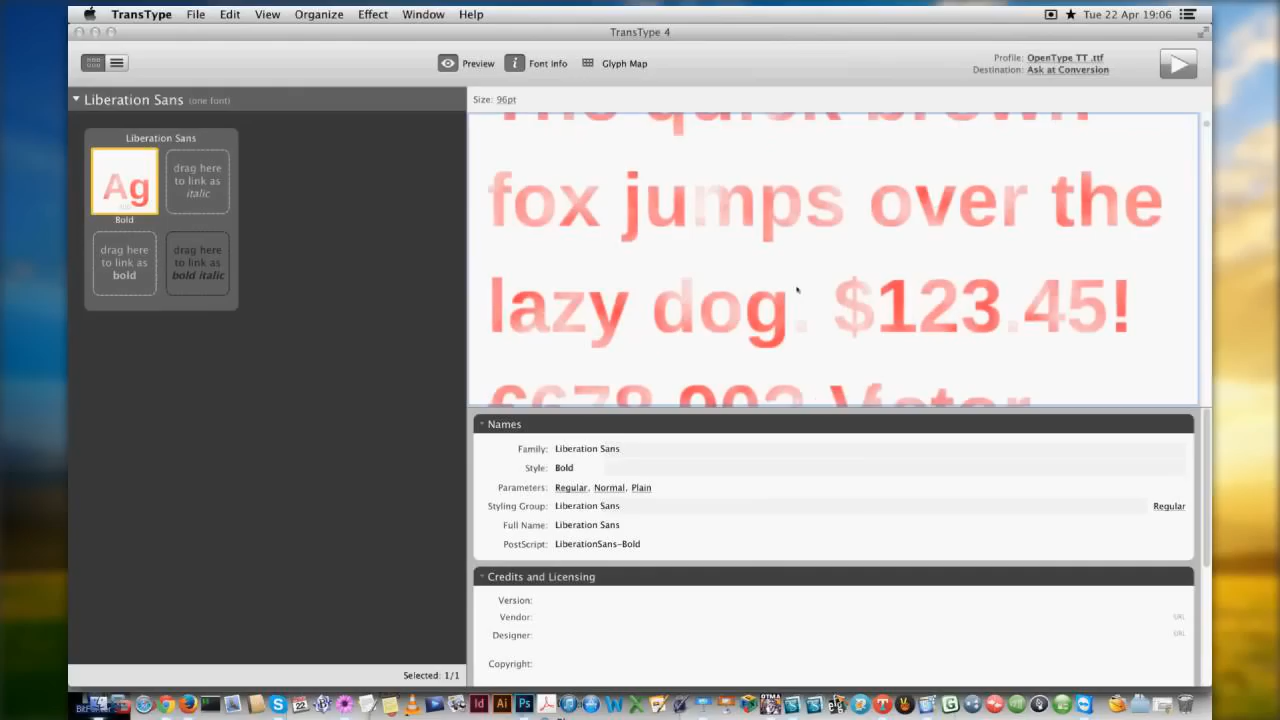 TransType File Edit View Organize Effect Window Help Tue 22 Apr 19:06
TransType 4
Preview Font Info Glyph Map
Profile: OpenType TT .ttf
Destination: Ask at Conversion
Liberation Sans (one font)
Size: 96pt
Liberation Sans
Ag
Bold
drag here
to link as
italic
drag here
to link as
bold
drag here
to link as
bold italic
The quick brown
fox jumps over the
lazy dog. $123.45!
Names
Family: Liberation Sans
Style: Bold
Parameters: Regular, Normal, Plain
Styling Group: Liberation Sans Regular
Full Name: Liberation Sans
PostScript: LiberationSans-Bold
Credits and Licensing
Version:
Vendor: URL
Designer: URL
Copyright:
Selected: 1/1